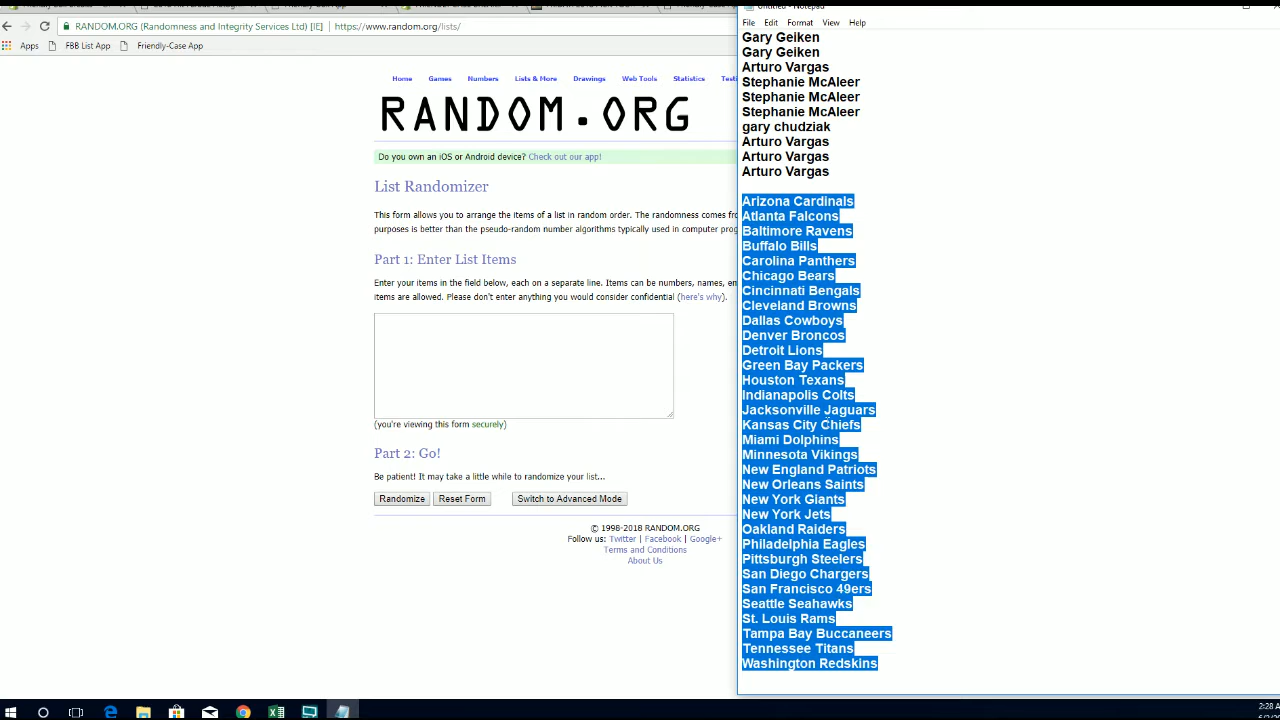 Untitled - Notepad
RANDOM.ORG (Randomness and Integrity Services Ltd) [IE] | https://www.random.org/lists/
File Edit Format View Help
Apps FBB List App Friendly-Case App
Home Games Numbers Lists & More Drawings Web Tools Statistics Testi
RANDOM.ORG
Do you own an iOS or Android device? Check out our app!
List Randomizer
This form allows you to arrange the items of a list in random order. The randomness comes fro
purposes is better than the pseudo-random number algorithms typically used in computer prog
Part 1: Enter List Items
Enter your items in the field below, each on a separate line. Items can be numbers, names, em
items are allowed. Please don't enter anything you would consider confidential (here's why).
(you're viewing this form securely)
Part 2: Go!
Be patient! It may take a little while to randomize your list...
Randomize Reset Form Switch to Advanced Mode
© 1998-2018 RANDOM.ORG
Follow us: Twitter | Facebook | Google+
Terms and Conditions
About Us
Gary Geiken
Gary Geiken
Arturo Vargas
Stephanie McAleer
Stephanie McAleer
Stephanie McAleer
gary chudziak
Arturo Vargas
Arturo Vargas
Arturo Vargas
Arizona Cardinals
Atlanta Falcons
Baltimore Ravens
Buffalo Bills
Carolina Panthers
Chicago Bears
Cincinnati Bengals
Cleveland Browns
Dallas Cowboys
Denver Broncos
Detroit Lions
Green Bay Packers
Houston Texans
Indianapolis Colts
Jacksonville Jaguars
Kansas City Chiefs
Miami Dolphins
Minnesota Vikings
New England Patriots
New Orleans Saints
New York Giants
New York Jets
Oakland Raiders
Philadelphia Eagles
Pittsburgh Steelers
San Diego Chargers
San Francisco 49ers
Seattle Seahawks
St. Louis Rams
Tampa Bay Buccaneers
Tennessee Titans
Washington Redskins
2:28 A